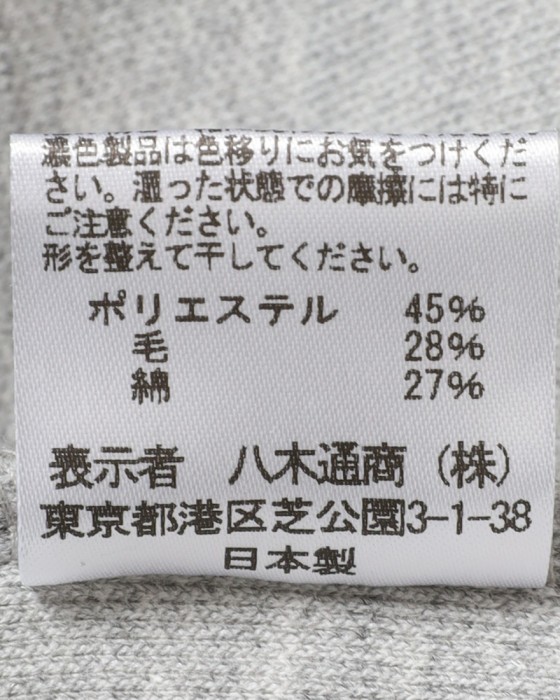 濃色製品は色移りにお気をつけくだ
さい。湿った状態での摩擦には特に
ご注意ください。
形を整えて干してください。
ポリエステル 45%
毛 28%
綿 27%
表示者 八木通商（株）
東京都港区芝公園3-1-38
日本製